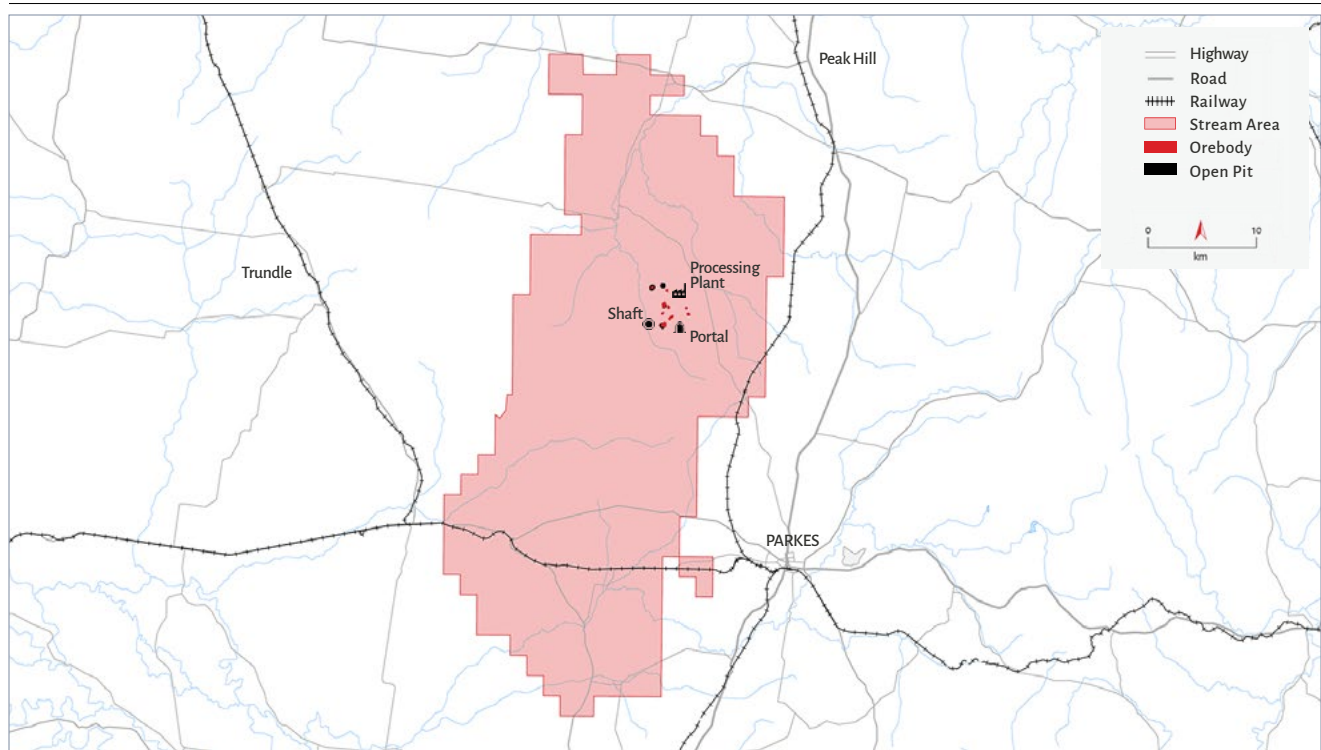 Peak Hill
Highway
Road
Railway
Stream Area
Orebody
Open Pit
0 10
km
Trundle
Processing
Plant
Shaft
Portal
PARKES